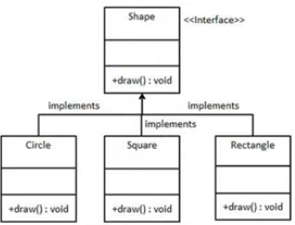 Shape
<<Interface>>
+draw() : void
implements
implements
implements
Circle
Square
Rectangle
+draw() : void
+draw() : void
+draw() : void